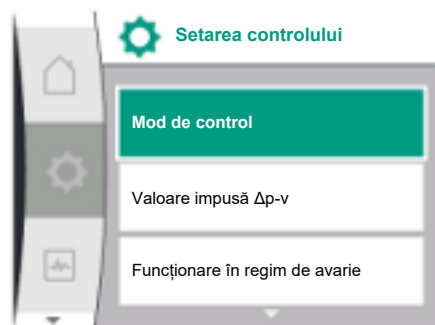 Setarea controlului
Mod de control
Valoare impusă Δp-v
Funcționare în regim de avarie